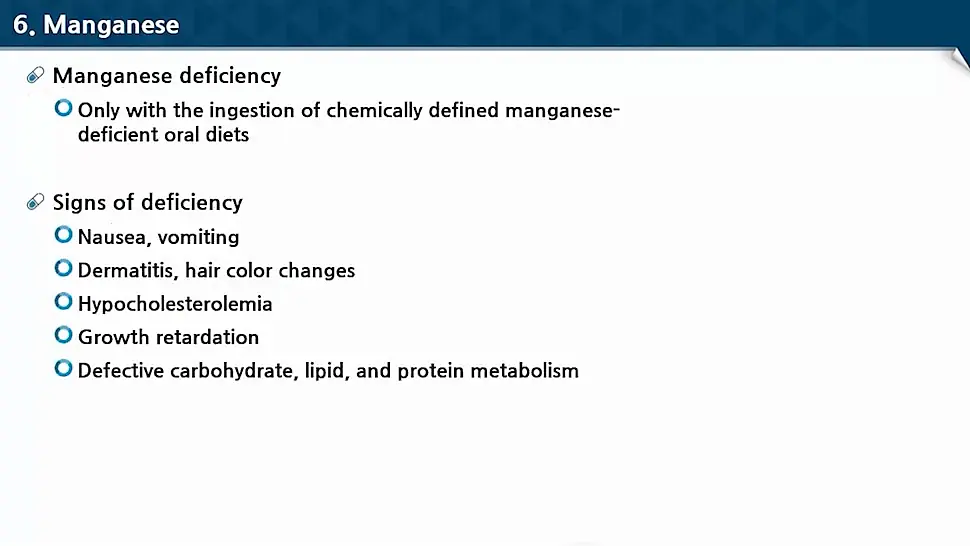 6. Manganese
Manganese deficiency
Only with the ingestion of chemically defined manganese-
deficient oral diets
Signs of deficiency
Nausea, vomiting
Dermatitis, hair color changes
Hypocholesterolemia
Growth retardation
Defective carbohydrate, lipid, and protein metabolism